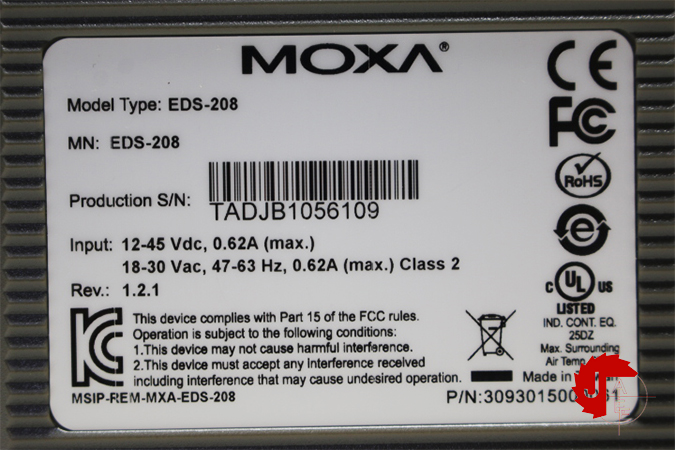 MOXA®
Model Type: EDS-208
MN: EDS-208
Production S/N:
TADJB1056109
Input: 12-45 Vdc, 0.62A (max.)
18-30 Vac, 47-63 Hz, 0.62A (max.) Class 2
Rev.: 1.2.1
This device complies with Part 15 of the FCC rules.
Operation is subject to the following conditions:
1.This device may not cause harmful interference.
2.This device must accept any Interference received
including interference that may cause undesired operation.
MSIP-REM-MXA-EDS-208
CE
FC
RoHS
e
C UL US
LISTED
IND. CONT. EQ.
25DZ
Max. Surrounding
Air Temp
Made in
P/N: